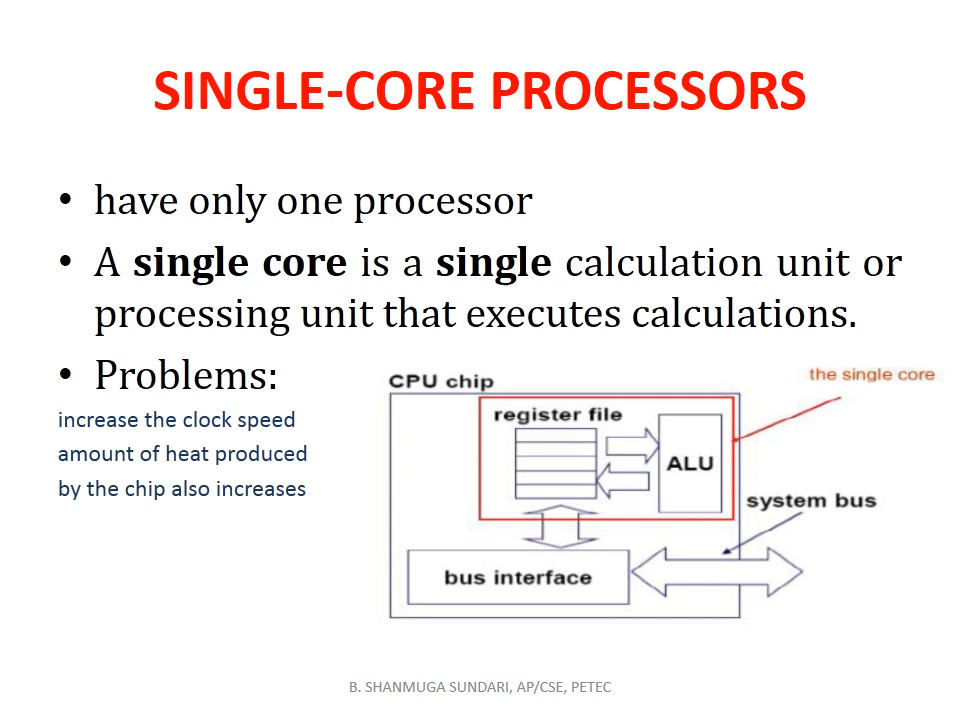 SINGLE-CORE PROCESSORS
• have only one processor
• A single core is a single calculation unit or
processing unit that executes calculations.
• Problems:
increase the clock speed
amount of heat produced
by the chip also increases
CPU chip
the single core
register file
ALU
system bus
bus interface
B. SHANMUGA SUNDARI, AP/CSE, PETEC